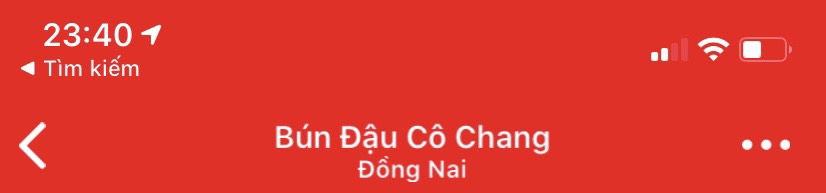 23:40
Tìm kiếm
Bún Đậu Cô Chang
Đồng Nai